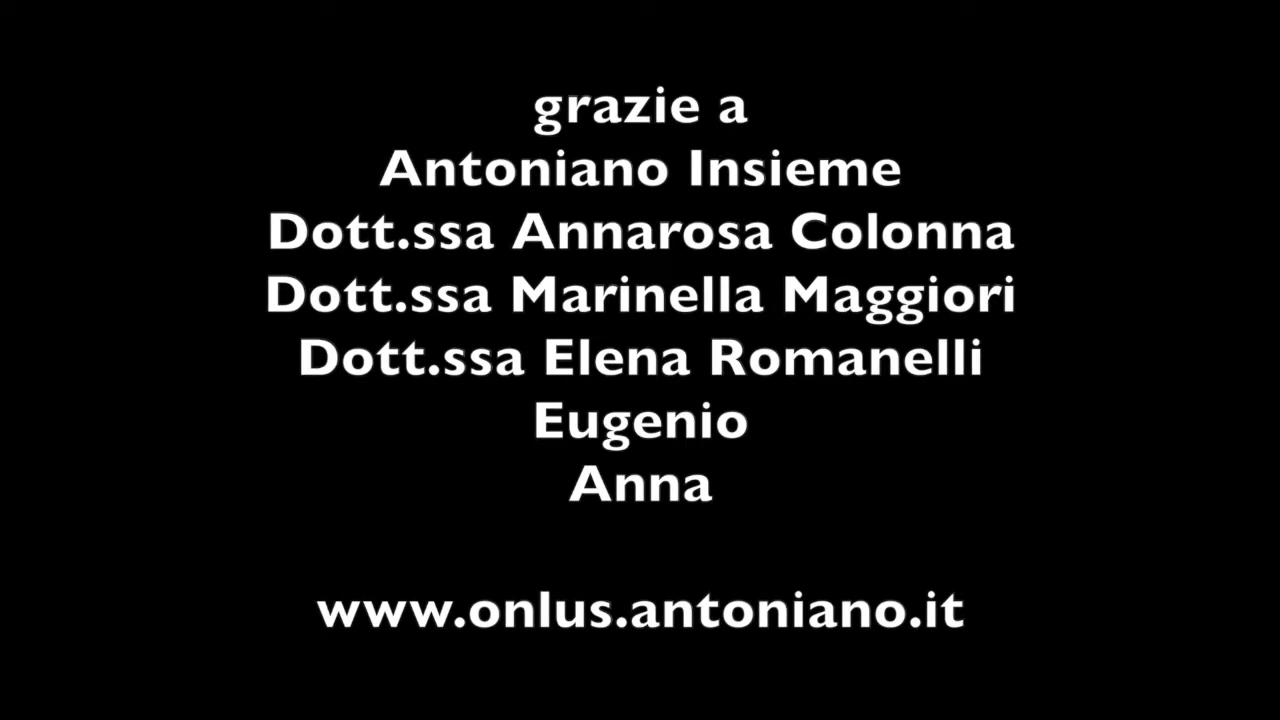 grazie a
Antoniano Insieme
Dott.ssa Annarosa Colonna
Dott.ssa Marinella Maggiori
Dott.ssa Elena Romanelli
Eugenio
Anna
www.onlus.antoniano.it